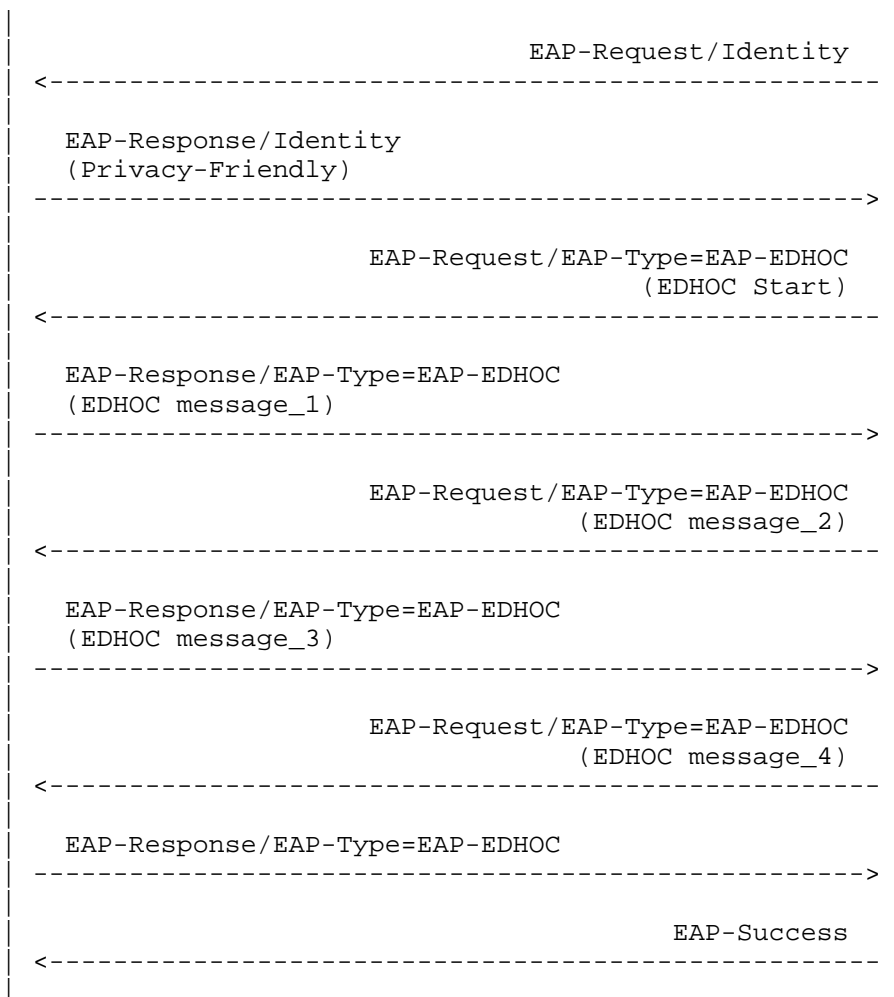 EAP-Request/Identity
EAP-Response/Identity
(Privacy-Friendly)
EAP-Request/EAP-Type=EAP-EDHOC
(EDHOC Start)
EAP-Response/EAP-Type=EAP-EDHOC
(EDHOC message_1)
EAP-Request/EAP-Type=EAP-EDHOC
(EDHOC message_2)
EAP-Response/EAP-Type=EAP-EDHOC
(EDHOC message_3)
EAP-Request/EAP-Type=EAP-EDHOC
(EDHOC message_4)
EAP-Response/EAP-Type=EAP-EDHOC
EAP-Success